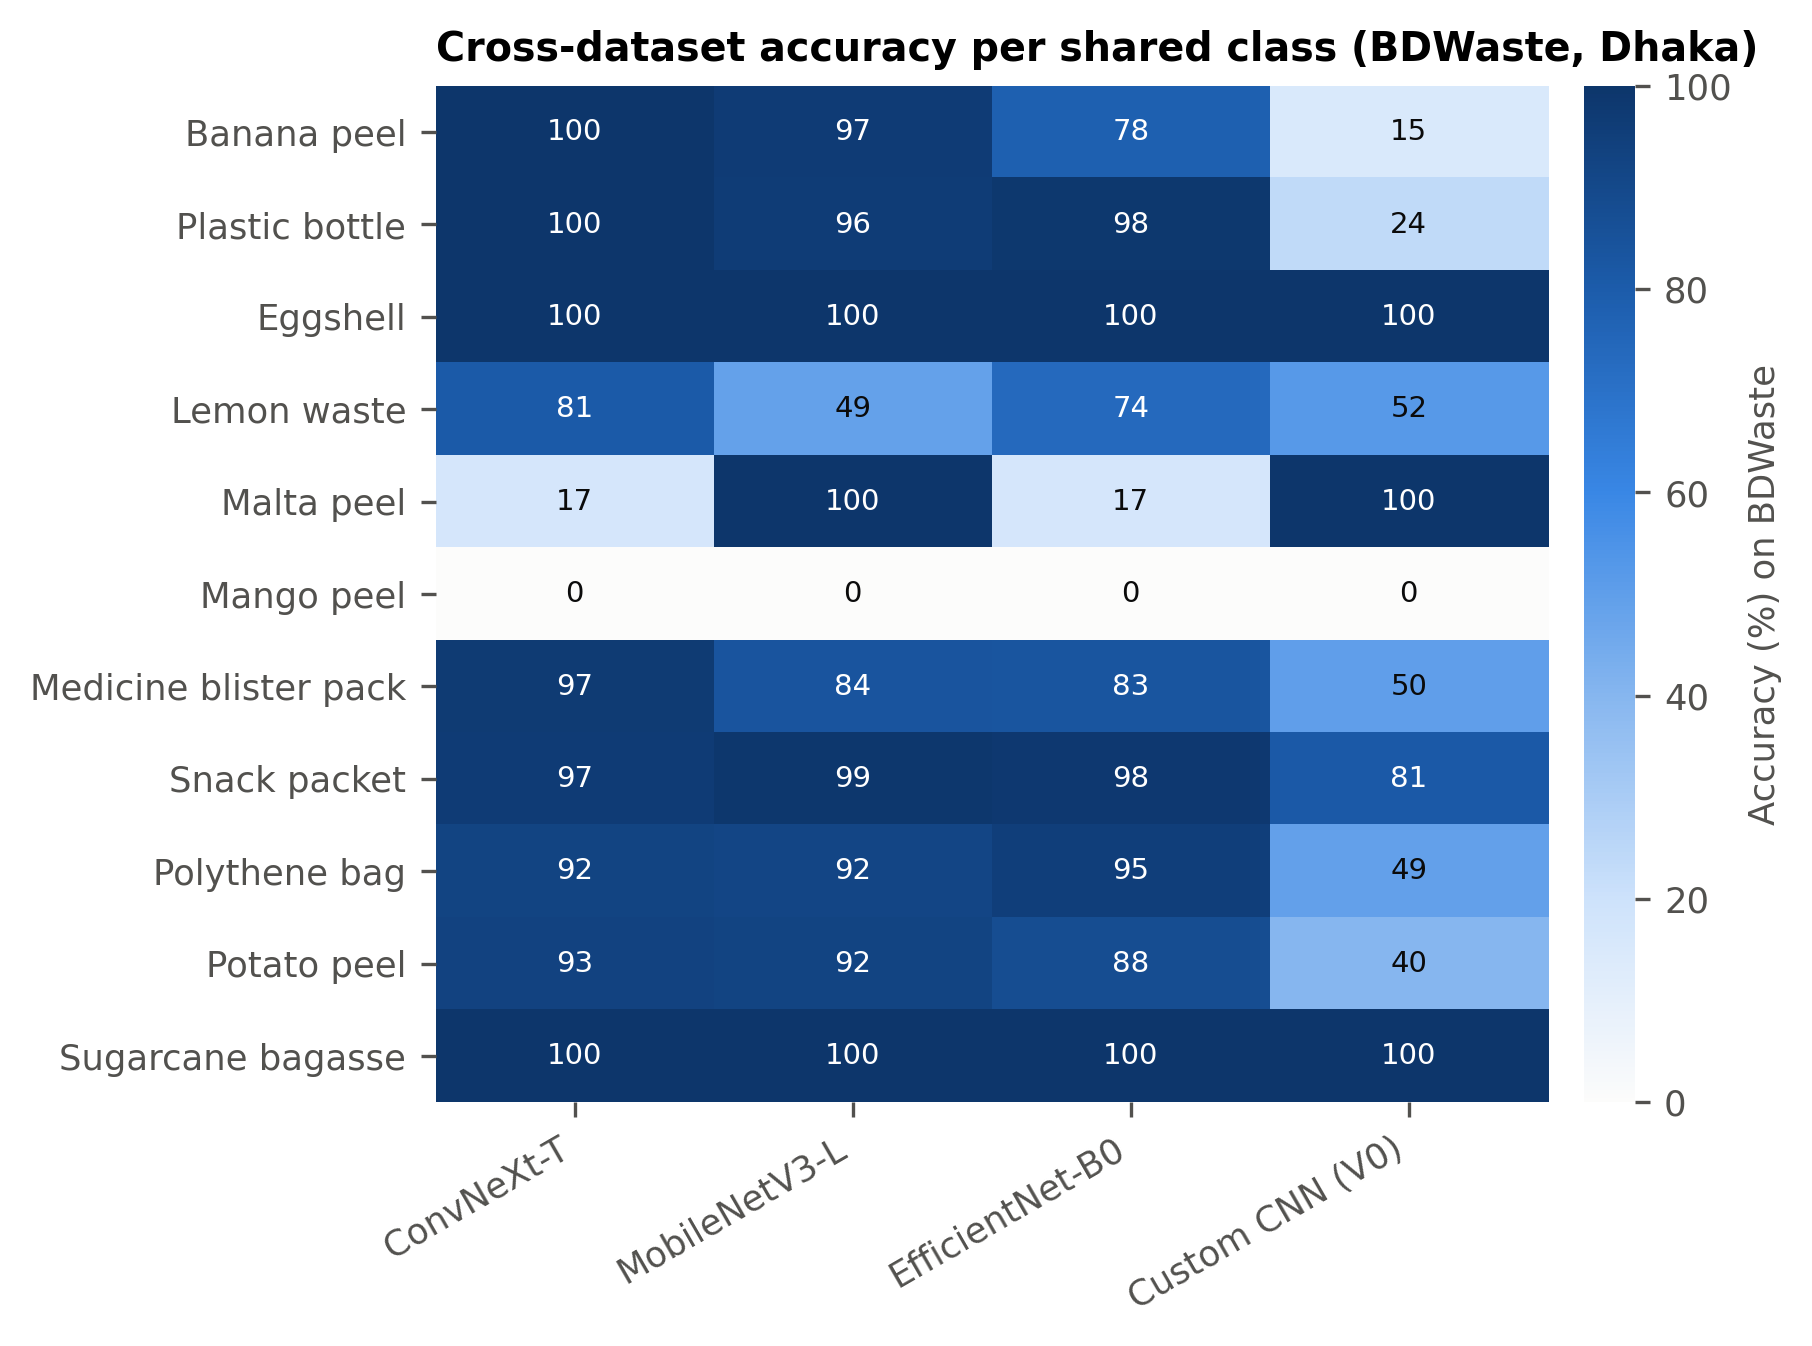 Cross-dataset accuracy per shared class (BDWaste, Dhaka)
Banana peel 100 97 78 15
Plastic bottle 100 96 98 24
Eggshell 100 100 100 100
Lemon waste 81 49 74 52
Malta peel 17 100 17 100
Mango peel 0 0 0 0
Medicine blister pack 97 84 83 50
Snack packet 97 99 98 81
Polythene bag 92 92 95 49
Potato peel 93 92 88 40
Sugarcane bagasse 100 100 100 100
ConvNeXt-T
MobileNetV3-L
EfficientNet-B0
Custom CNN (V0)
100
80
60
40
20
0
Accuracy (%) on BDWaste